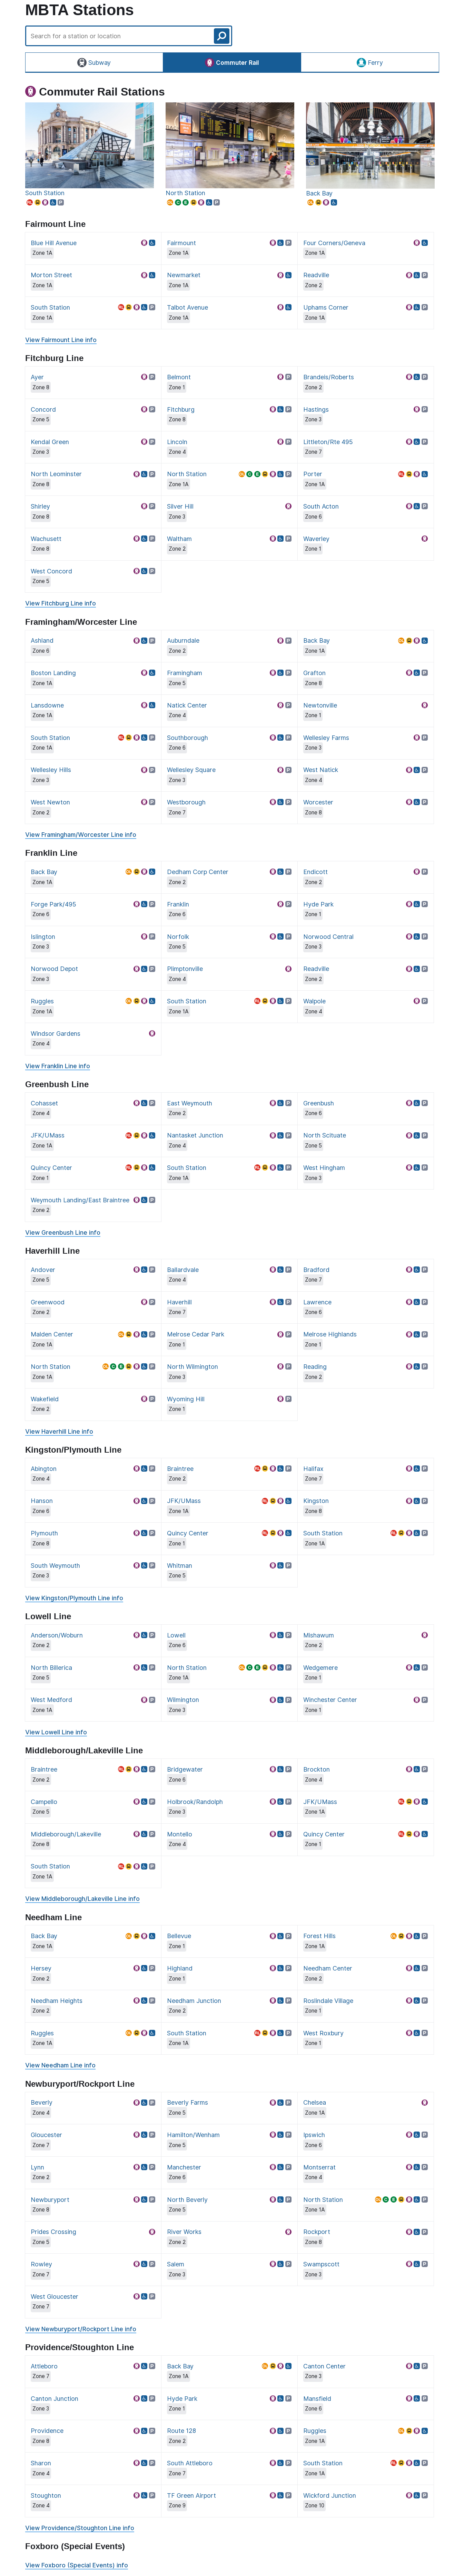 MBTA Stations
Search for a station or location
Subway
Commuter Rail
Ferry
Commuter Rail Stations
South Station
North Station
Back Bay
Fairmount Line
Blue Hill Avenue
Zone 1A
Fairmount
Zone 1A
Four Corners/Geneva
Zone 1A
Morton Street
Zone 1A
Newmarket
Zone 1A
Readville
Zone 2
South Station
Zone 1A
Talbot Avenue
Zone 1A
Uphams Corner
Zone 1A
View Fairmount Line info
Fitchburg Line
Ayer
Zone 8
Belmont
Zone 1
Brandeis/Roberts
Zone 2
Concord
Zone 5
Fitchburg
Zone 8
Hastings
Zone 3
Kendal Green
Zone 3
Lincoln
Zone 4
Littleton/Rte 495
Zone 7
North Leominster
Zone 8
North Station
Zone 1A
Porter
Zone 1A
Shirley
Zone 8
Silver Hill
Zone 3
South Acton
Zone 6
Wachusett
Zone 8
Waltham
Zone 2
Waverley
Zone 1
West Concord
Zone 5
View Fitchburg Line info
Framingham/Worcester Line
Ashland
Zone 6
Auburndale
Zone 2
Back Bay
Zone 1A
Boston Landing
Zone 1A
Framingham
Zone 5
Grafton
Zone 8
Lansdowne
Zone 1A
Natick Center
Zone 4
Newtonville
Zone 1
South Station
Zone 1A
Southborough
Zone 6
Wellesley Farms
Zone 3
Wellesley Hills
Zone 3
Wellesley Square
Zone 3
West Natick
Zone 4
West Newton
Zone 2
Westborough
Zone 7
Worcester
Zone 8
View Framingham/Worcester Line info
Franklin Line
Back Bay
Zone 1A
Dedham Corp Center
Zone 2
Endicott
Zone 2
Forge Park/495
Zone 6
Franklin
Zone 6
Hyde Park
Zone 1
Islington
Zone 3
Norfolk
Zone 5
Norwood Central
Zone 3
Norwood Depot
Zone 3
Plimptonville
Zone 4
Readville
Zone 2
Ruggles
Zone 1A
South Station
Zone 1A
Walpole
Zone 4
Windsor Gardens
Zone 4
View Franklin Line info
Greenbush Line
Cohasset
Zone 4
East Weymouth
Zone 2
Greenbush
Zone 6
JFK/UMass
Zone 1A
Nantasket Junction
Zone 4
North Scituate
Zone 5
Quincy Center
Zone 1
South Station
Zone 1A
West Hingham
Zone 3
Weymouth Landing/East Braintree
Zone 2
View Greenbush Line info
Haverhill Line
Andover
Zone 5
Ballardvale
Zone 4
Bradford
Zone 7
Greenwood
Zone 2
Haverhill
Zone 7
Lawrence
Zone 6
Malden Center
Zone 1A
Melrose Cedar Park
Zone 1
Melrose Highlands
Zone 1
North Station
Zone 1A
North Wilmington
Zone 3
Reading
Zone 2
Wakefield
Zone 2
Wyoming Hill
Zone 1
View Haverhill Line info
Kingston/Plymouth Line
Abington
Zone 4
Braintree
Zone 2
Halifax
Zone 7
Hanson
Zone 6
JFK/UMass
Zone 1A
Kingston
Zone 8
Plymouth
Zone 8
Quincy Center
Zone 1
South Station
Zone 1A
South Weymouth
Zone 3
Whitman
Zone 5
View Kingston/Plymouth Line info
Lowell Line
Anderson/Woburn
Zone 2
Lowell
Zone 6
Mishawum
Zone 2
North Billerica
Zone 5
North Station
Zone 1A
Wedgemere
Zone 1
West Medford
Zone 1A
Wilmington
Zone 3
Winchester Center
Zone 1
View Lowell Line info
Middleborough/Lakeville Line
Braintree
Zone 2
Bridgewater
Zone 6
Brockton
Zone 4
Campello
Zone 5
Holbrook/Randolph
Zone 3
JFK/UMass
Zone 1A
Middleborough/Lakeville
Zone 8
Montello
Zone 4
Quincy Center
Zone 1
South Station
Zone 1A
View Middleborough/Lakeville Line info
Needham Line
Back Bay
Zone 1A
Bellevue
Zone 1
Forest Hills
Zone 1A
Hersey
Zone 2
Highland
Zone 1
Needham Center
Zone 2
Needham Heights
Zone 2
Needham Junction
Zone 2
Roslindale Village
Zone 1
Ruggles
Zone 1A
South Station
Zone 1A
West Roxbury
Zone 1
View Needham Line info
Newburyport/Rockport Line
Beverly
Zone 4
Beverly Farms
Zone 5
Chelsea
Zone 1A
Gloucester
Zone 7
Hamilton/Wenham
Zone 5
Ipswich
Zone 6
Lynn
Zone 2
Manchester
Zone 6
Montserrat
Zone 4
Newburyport
Zone 8
North Beverly
Zone 5
North Station
Zone 1A
Prides Crossing
Zone 5
River Works
Zone 2
Rockport
Zone 8
Rowley
Zone 7
Salem
Zone 3
Swampscott
Zone 3
West Gloucester
Zone 7
View Newburyport/Rockport Line info
Providence/Stoughton Line
Attleboro
Zone 7
Back Bay
Zone 1A
Canton Center
Zone 3
Canton Junction
Zone 3
Hyde Park
Zone 1
Mansfield
Zone 6
Providence
Zone 8
Route 128
Zone 2
Ruggles
Zone 1A
Sharon
Zone 4
South Attleboro
Zone 7
South Station
Zone 1A
Stoughton
Zone 4
TF Green Airport
Zone 9
Wickford Junction
Zone 10
View Providence/Stoughton Line info
Foxboro (Special Events)
View Foxboro (Special Events) info